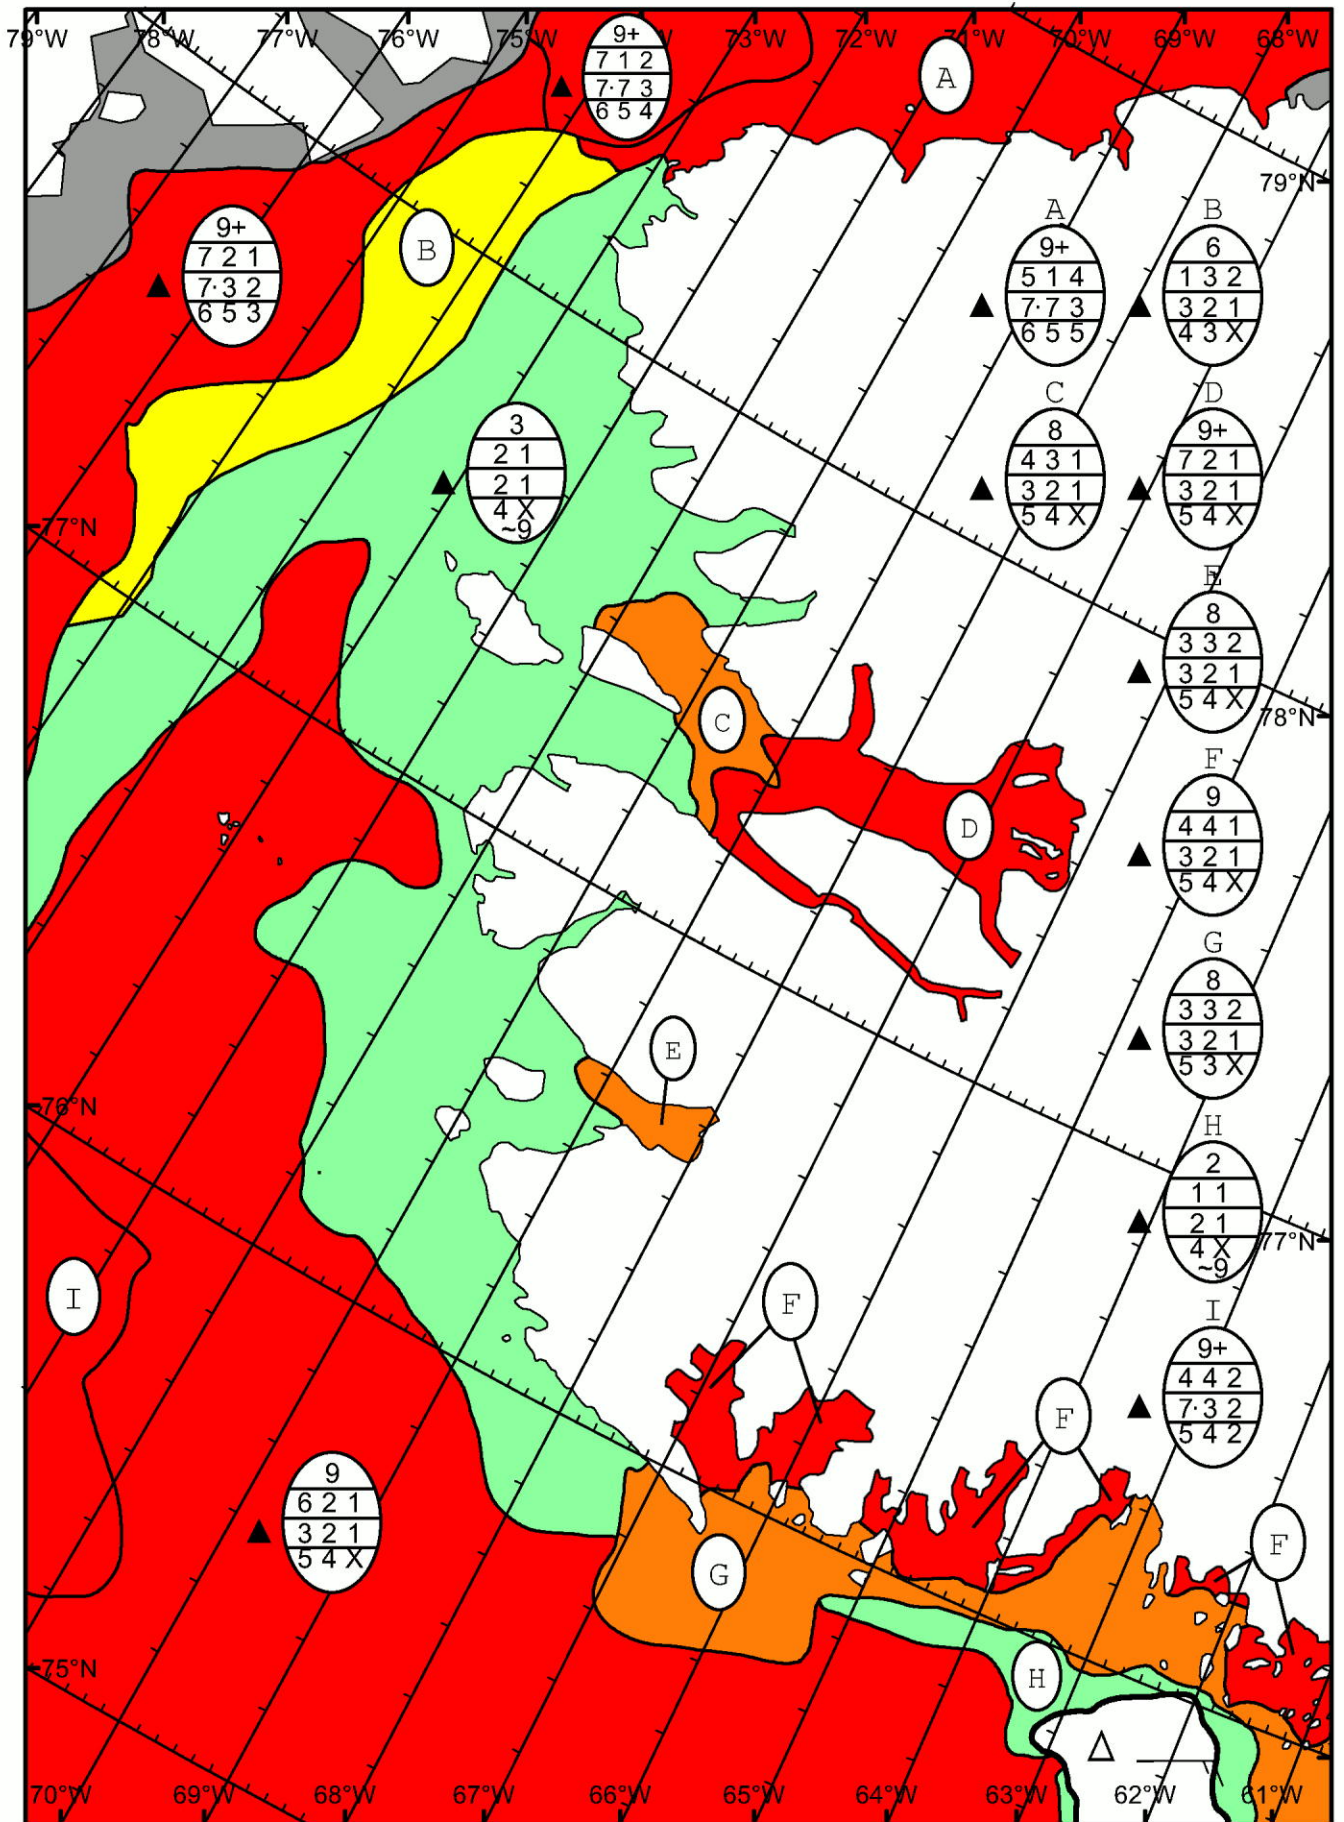 79°W 78°W 77°W 76°W 75°W 73°W 72°W 71°W 70°W 69°W 68°W
9+
7 1 2
7·7 3
6 5 4
A
79°N
9+
7 2 1
7·3 2
6 5 3
B
A
9+
5 1 4
7·7 3
6 5 5
B
6
1 3 2
3 2 1
4 3 X
3
2 1
2 1
4 X
~9
C
8
4 3 1
3 2 1
5 4 X
D
9+
7 2 1
3 2 1
5 4 X
77°N
E
8
3 3 2
3 2 1
5 4 X
C
78°N
D
F
9
4 4 1
3 2 1
5 4 X
G
8
3 3 2
3 2 1
5 3 X
E
76°N
H
2
1 1
2 1
4 X
~9
77°N
I
F
I
9+
4 4 2
7·3 2
5 4 2
F
9
6 2 1
3 2 1
5 4 X
F
G
75°N
H
70°W 69°W 68°W 67°W 66°W 65°W 64°W 63°W 62°W 61°W